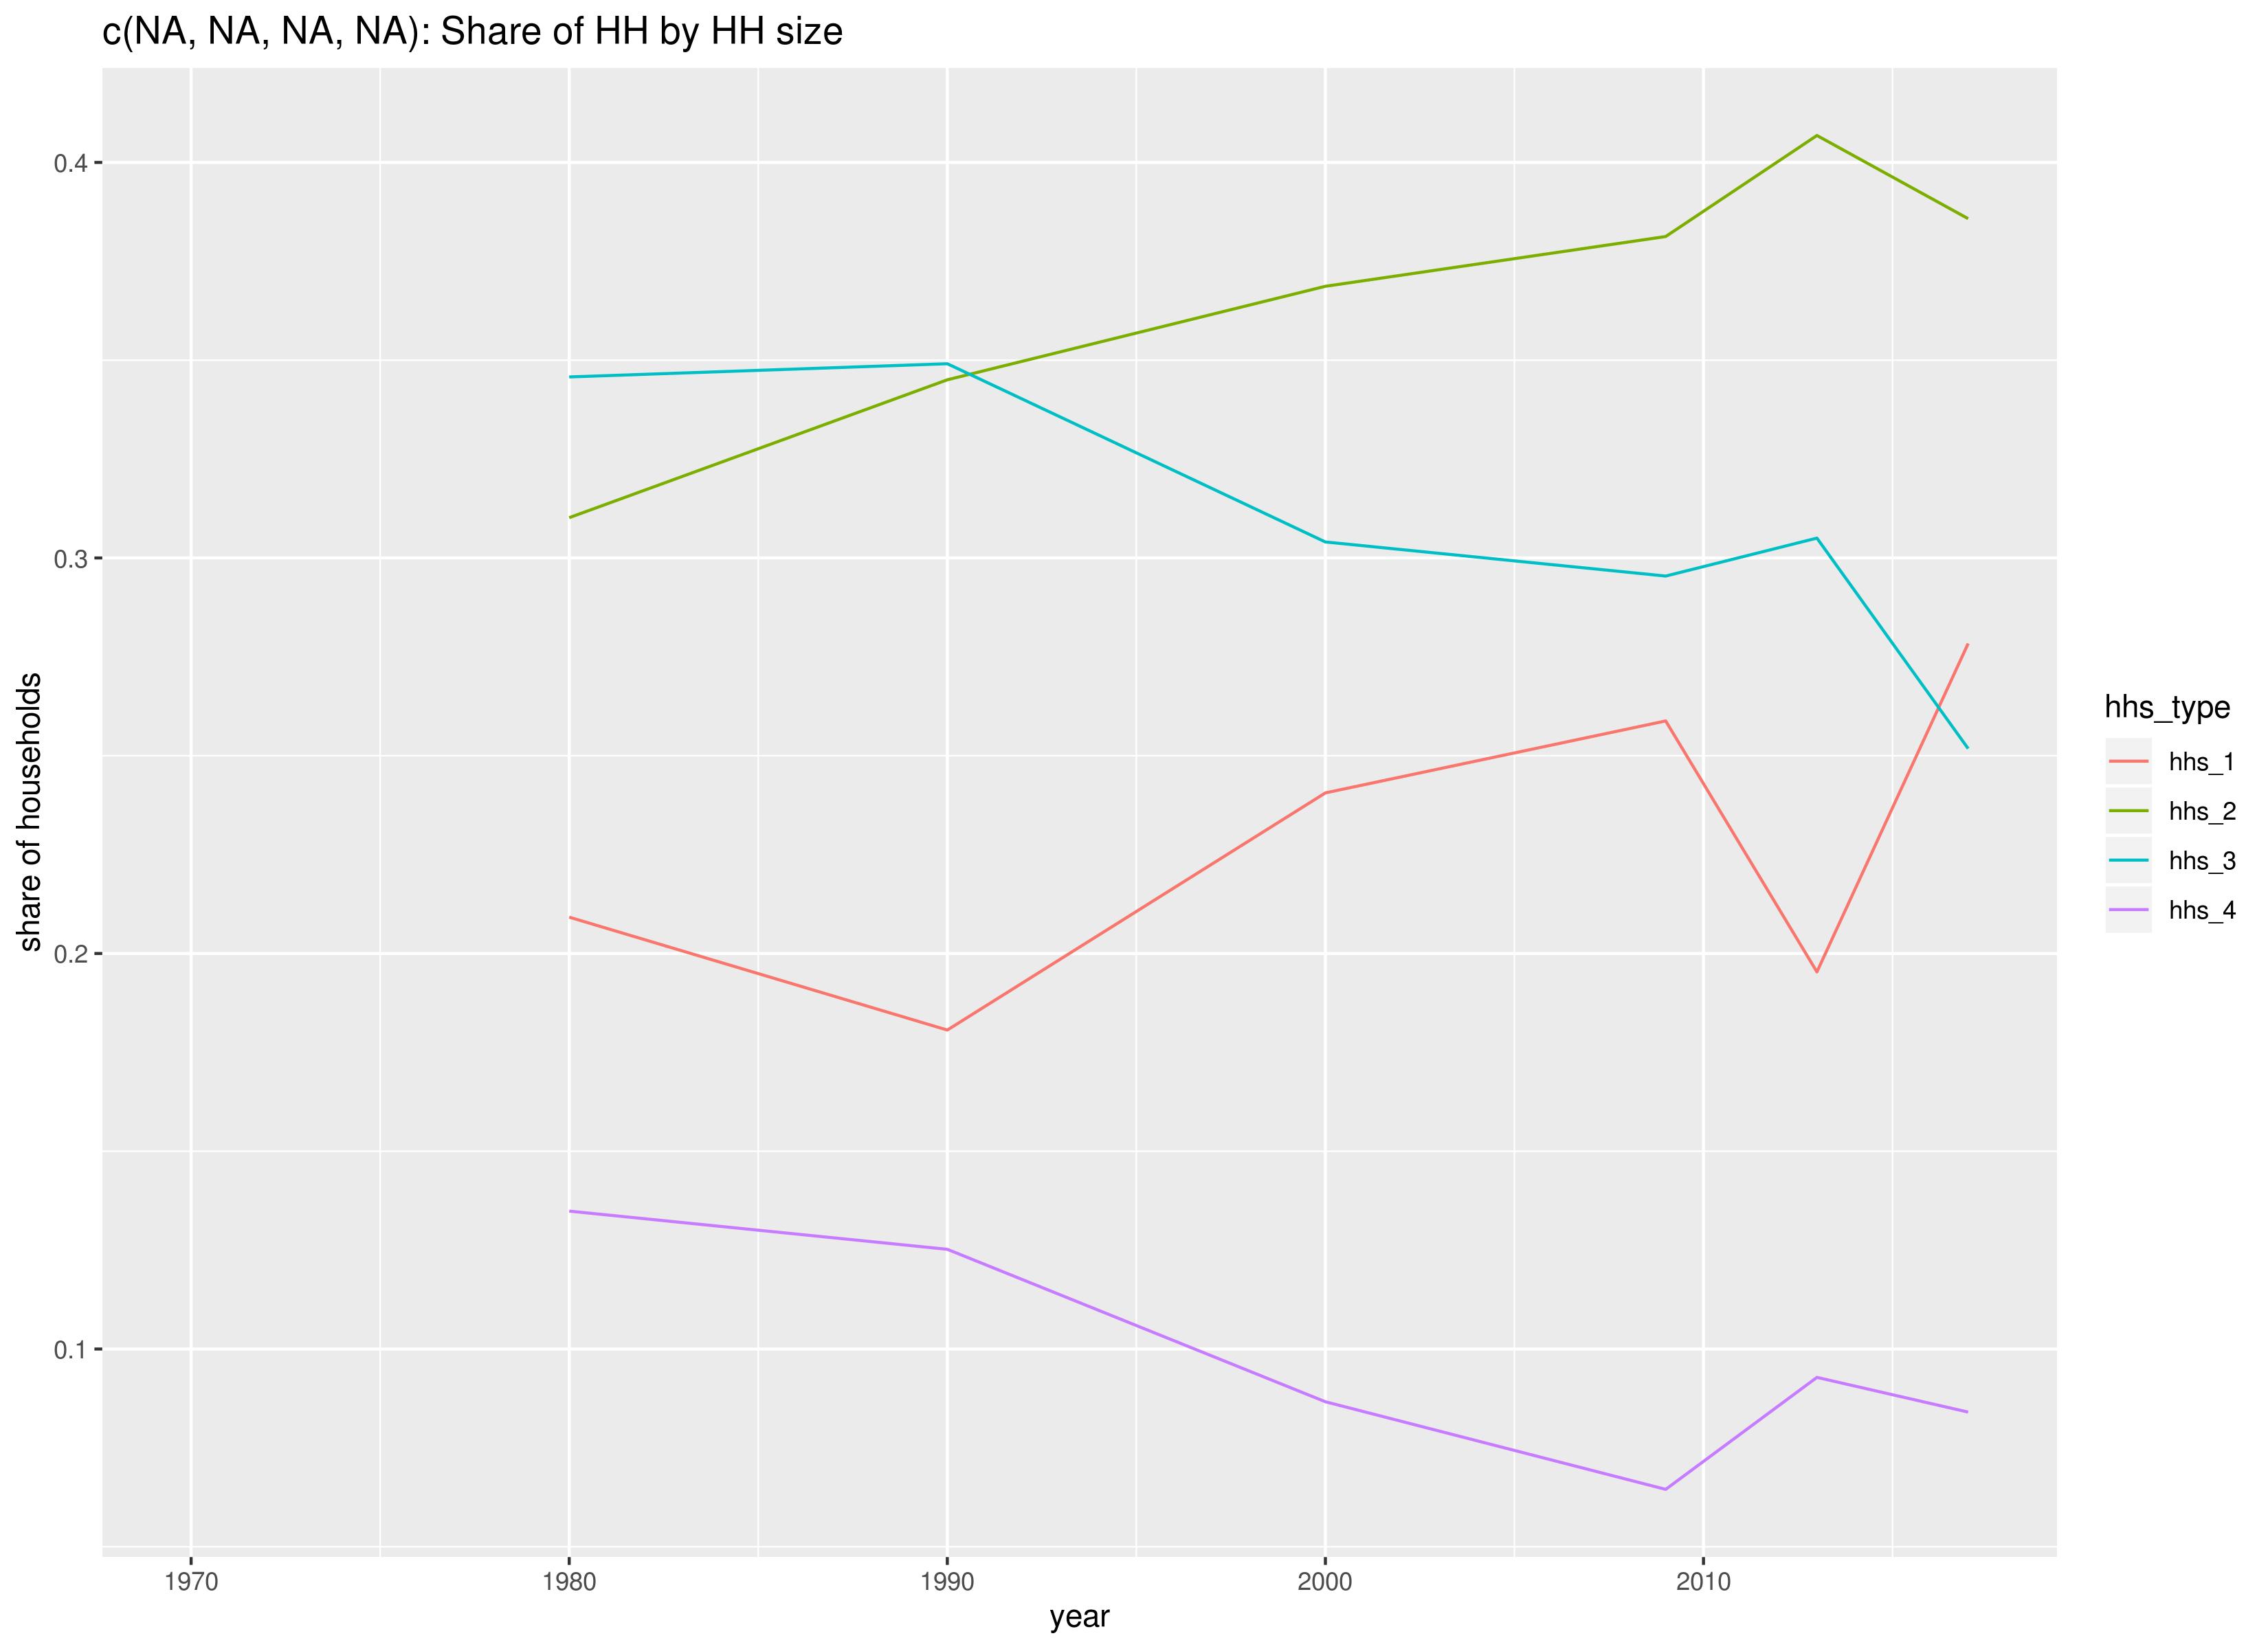 c(NA, NA, NA, NA): Share of HH by HH size
0.4
0.3
0.2
0.1
share of households
1970
1980
1990
2000
2010
year
hhs_type
hhs_1
hhs_2
hhs_3
hhs_4